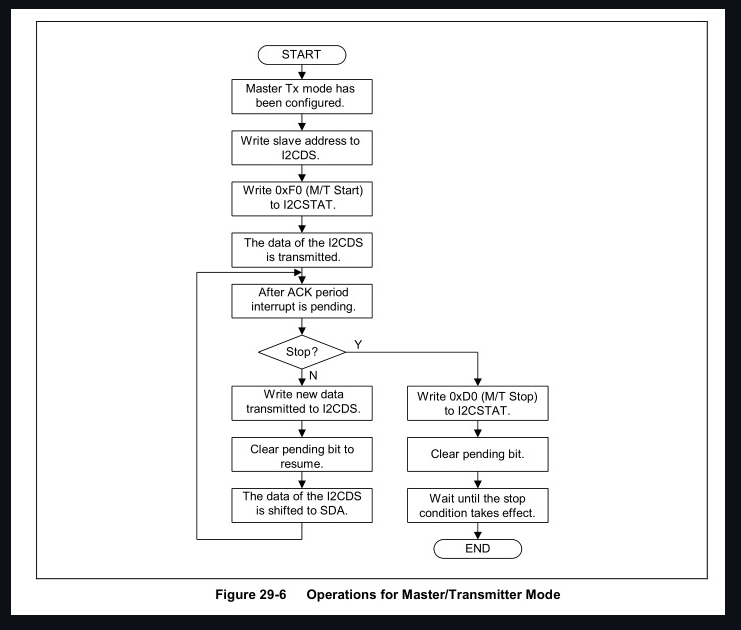 START
Master Tx mode has
been configured.
Write slave address to
I2CDS.
Write 0xF0 (M/T Start)
to I2CSTAT.
The data of the I2CDS
is transmitted.
After ACK period
interrupt is pending.
Stop?
Y
N
Write new data
transmitted to I2CDS.
Clear pending bit to
resume.
The data of the I2CDS
is shifted to SDA.
Write 0xD0 (M/T Stop)
to I2CSTAT.
Clear pending bit.
Wait until the stop
condition takes effect.
END
Figure 29-6 Operations for Master/Transmitter Mode